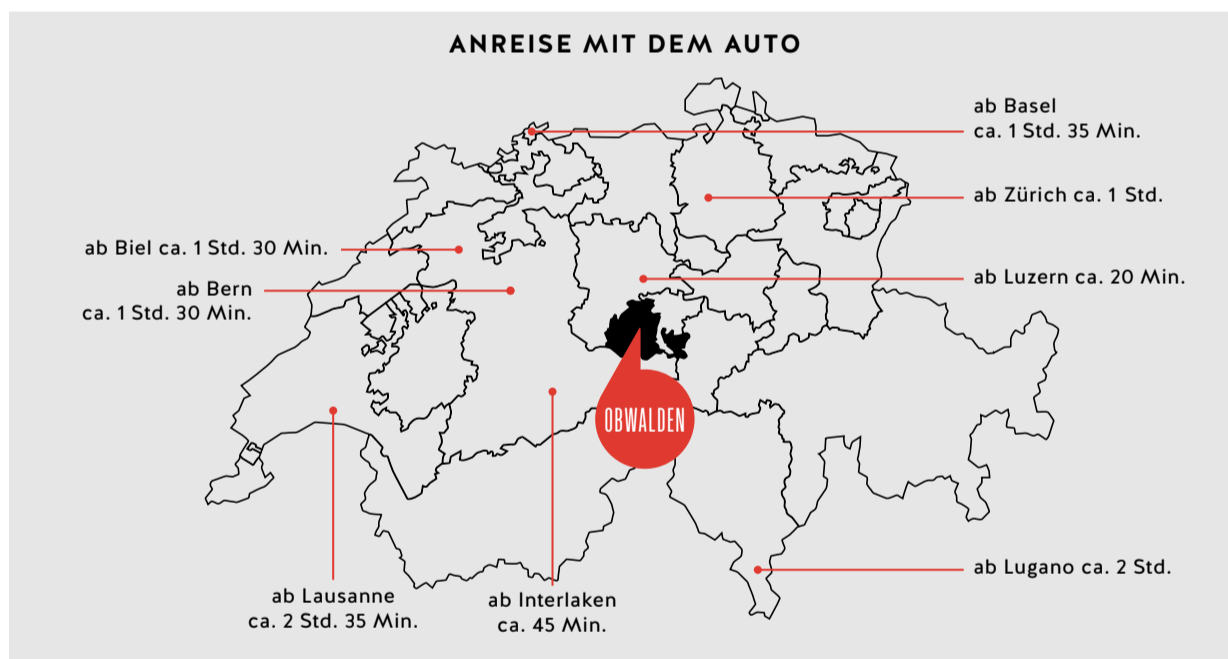 ANREISE MIT DEM AUTO
ab Basel
ca. 1 Std. 35 Min.
ab Zürich ca. 1 Std.
ab Biel ca. 1 Std. 30 Min.
ab Bern
ca. 1 Std. 30 Min.
ab Luzern ca. 20 Min.
OBWALDEN
ab Lugano ca. 2 Std.
ab Lausanne
ca. 2 Std. 35 Min.
ab Interlaken
ca. 45 Min.